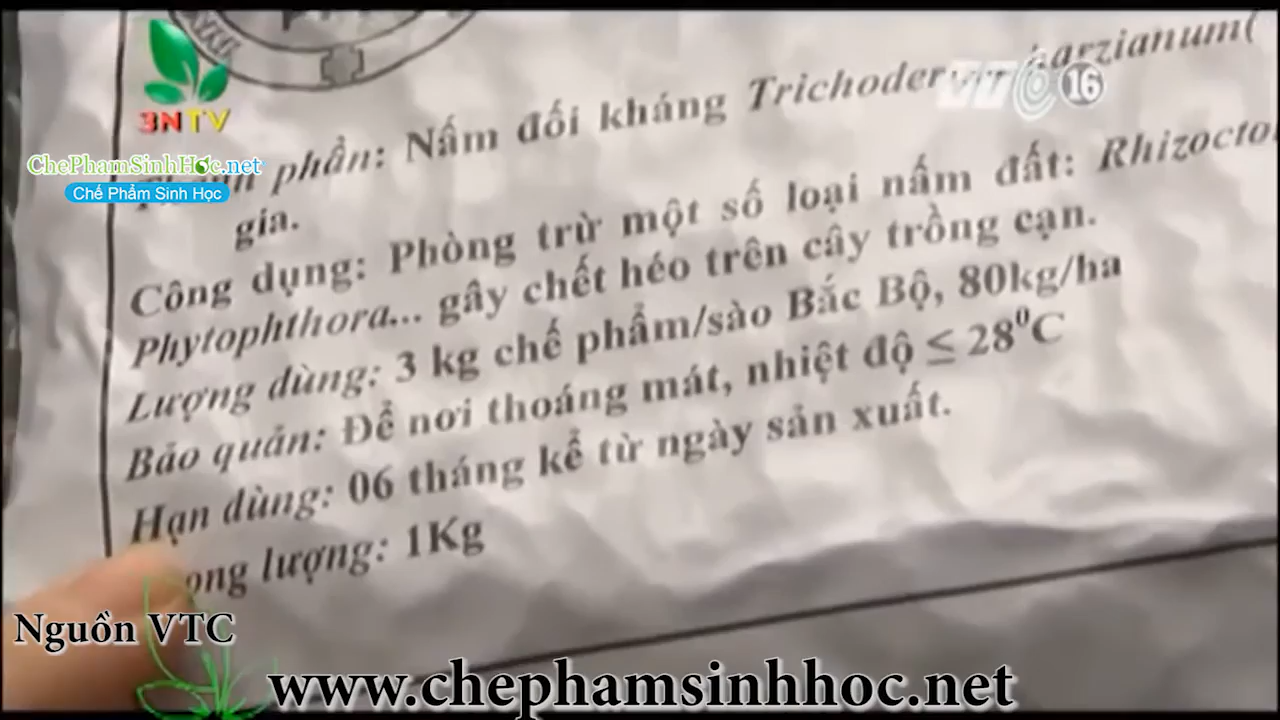 3NTV
VTC 16
ChePhamSinhHọc.net
Chế Phẩm Sinh Học
phần: Nấm đối kháng harzianum(
gia.
Công dụng: Phòng trừ một số loại nấm đất:
Phytophthora... gây chết héo trên cây trồng cạn.
Lượng dùng: 3 kg chế phẩm/sào Bắc Bộ, 80kg/ha
Bảo quản: Để nơi thoáng mát, nhiệt độ ≤ 28⁰C
Hạn dùng: 06 tháng kể từ ngày sản xuất.
lượng: 1Kg
Nguồn VTC
www.chephamsinhhoc.net